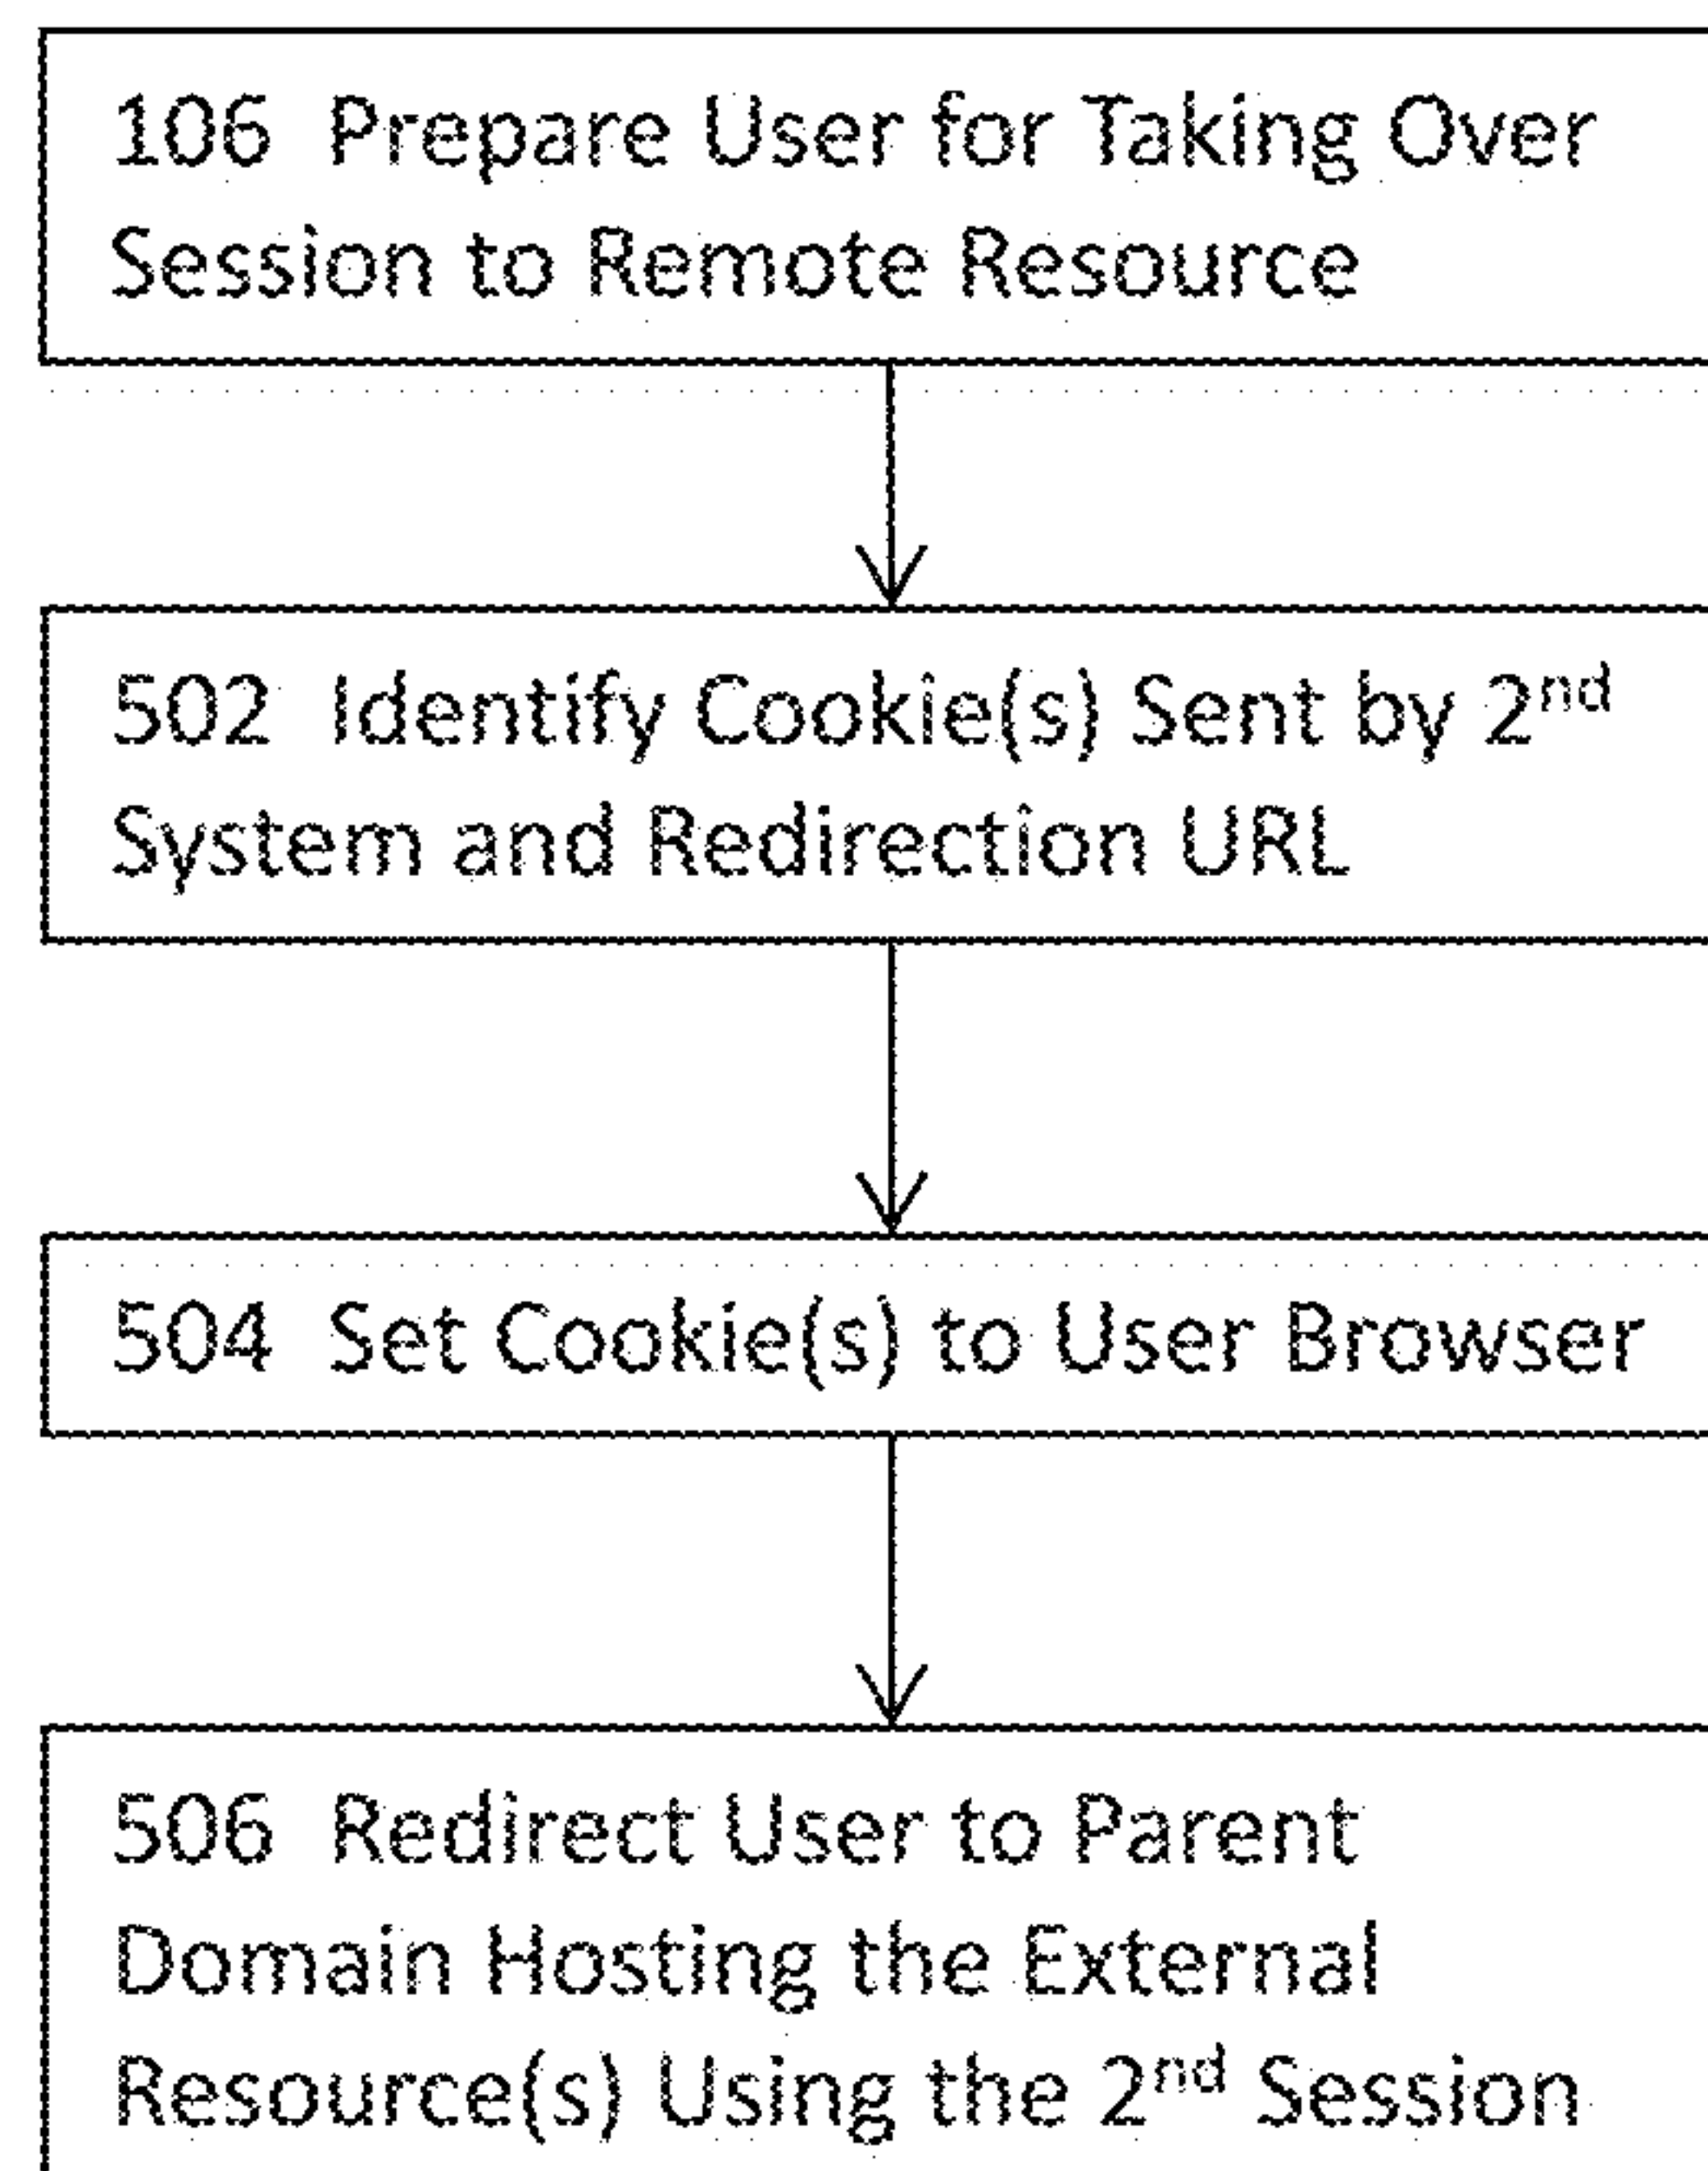 106 Prepare User for Taking Over
Session to Remote Resource
502 Identify Cookie(s) Sent by 2nd
System and Redirection URL
504 Set Cookie(s) to User Browser
506 Redirect User to Parent
Domain Hosting the External
Resource(s) Using the 2nd Session